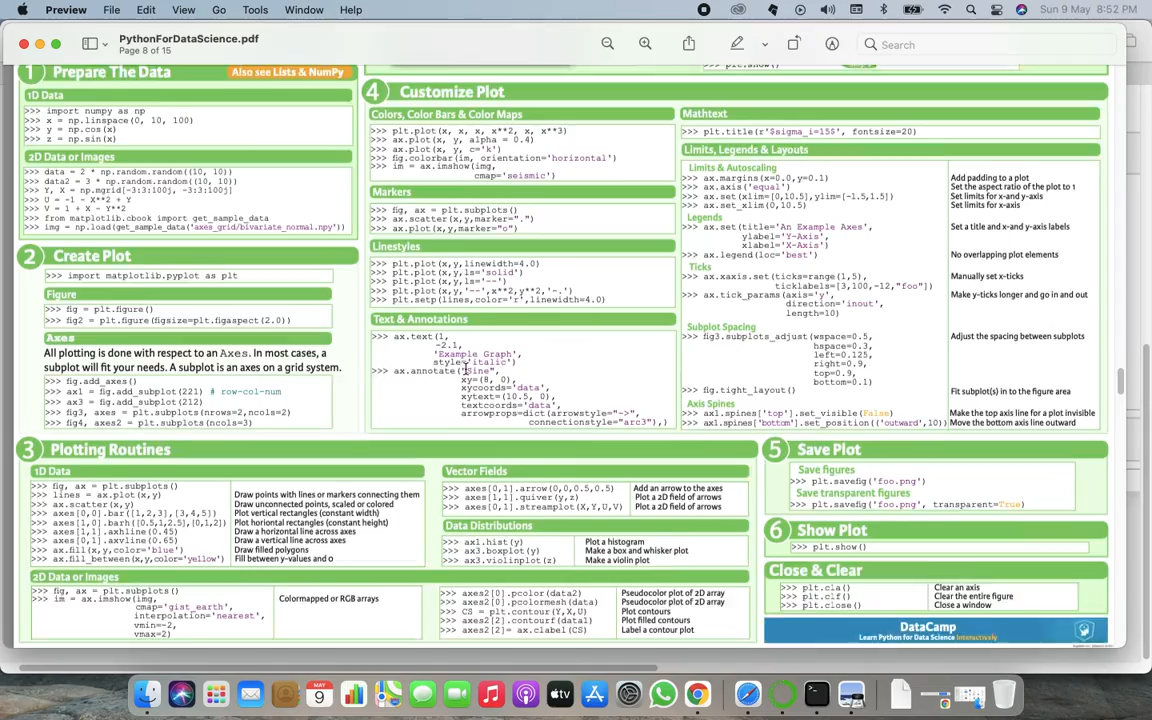 Preview File Edit View Go Tools Window Help Sun 9 May 8:52 PM
PythonForDataScience.pdf
Page 8 of 15
Search
1 Prepare The Data Also see Lists & NumPy
1D Data
>>> import numpy as np
>>> x = np.linspace(0, 10, 100)
>>> y = np.cos(x)
>>> z = np.sin(x)
2D Data or Images
>>> data = 2 * np.random.random((10, 10))
>>> data2 = 3 * np.random.random((10, 10))
>>> Y, X = np.mgrid[-3:3:100j, -3:3:100j]
>>> U = -1 - X**2 + Y
>>> V = 1 + X - Y**2
>>> from matplotlib.cbook import get_sample_data
>>> img = np.load(get_sample_data('axes_grid/bivariate_normal.npy'))
2 Create Plot
>>> import matplotlib.pyplot as plt
Figure
>>> fig = plt.figure()
>>> fig2 = plt.figure(figsize=plt.figaspect(2.0))
Axes
All plotting is done with respect to an Axes. In most cases, a
subplot will fit your needs. A subplot is an axes on a grid system.
>>> fig.add_axes()
>>> ax1 = fig.add_subplot(221) # row-col-num
>>> ax3 = fig.add_subplot(212)
>>> fig3, axes = plt.subplots(nrows=2,ncols=2)
>>> fig4, axes2 = plt.subplots(ncols=3)
4 Customize Plot
Colors, Color Bars & Color Maps
>>> plt.plot(x, x, x, x**2, x, x**3)
>>> ax.plot(x, y, alpha = 0.4)
>>> ax.plot(x, y, c='k')
>>> fig.colorbar(im, orientation='horizontal')
>>> im = ax.imshow(img,
cmap='seismic')
Markers
>>> fig, ax = plt.subplots()
>>> ax.scatter(x,y,marker=".")
>>> ax.plot(x,y,marker="o")
Linestyles
>>> plt.plot(x,y,linewidth=4.0)
>>> plt.plot(x,y,ls='solid')
>>> plt.plot(x,y,ls='--')
>>> plt.plot(x,y,'--',x**2,y**2,'-.')
>>> plt.setp(lines,color='r',linewidth=4.0)
Text & Annotations
>>> ax.text(1,
-2.1,
'Example Graph',
style='italic')
>>> ax.annotate("Sine",
xy=(8, 0),
xycoords='data',
xytext=(10.5, 0),
textcoords='data',
arrowprops=dict(arrowstyle="->",
connectionstyle="arc3"),)
Mathtext
>>> plt.title(r'$sigma_i=15$', fontsize=20)
Limits, Legends & Layouts
Limits & Autoscaling
>>> ax.margins(x=0.0,y=0.1) Add padding to a plot
>>> ax.axis('equal') Set the aspect ratio of the plot to 1
>>> ax.set(xlim=[0,10.5],ylim=[-1.5,1.5]) Set limits for x-and y-axis
>>> ax.set_xlim(0,10.5) Set limits for x-axis
Legends
>>> ax.set(title='An Example Axes', Set a title and x-and y-axis labels
ylabel='Y-Axis',
xlabel='X-Axis')
>>> ax.legend(loc='best') No overlapping plot elements
Ticks
>>> ax.xaxis.set(ticks=range(1,5), Manually set x-ticks
ticklabels=[3,100,-12,"foo"])
>>> ax.tick_params(axis='y', Make y-ticks longer and go in and out
direction='inout',
length=10)
Subplot Spacing
>>> fig3.subplots_adjust(wspace=0.5, Adjust the spacing between subplots
hspace=0.3,
left=0.125,
right=0.9,
top=0.9,
bottom=0.1)
>>> fig.tight_layout() Fit subplot(s) in to the figure area
Axis Spines
>>> ax1.spines['top'].set_visible(False) Make the top axis line for a plot invisible
>>> ax1.spines['bottom'].set_position(('outward',10)) Move the bottom axis line outward
3 Plotting Routines
1D Data
>>> fig, ax = plt.subplots()
>>> lines = ax.plot(x,y) Draw points with lines or markers connecting them
>>> ax.scatter(x,y) Draw unconnected points, scaled or colored
>>> axes[0,0].bar([1,2,3],[3,4,5]) Plot vertical rectangles (constant width)
>>> axes[1,0].barh([0.5,1,2.5],[0,1,2]) Plot horiontal rectangles (constant height)
>>> axes[1,1].axhline(0.45) Draw a horizontal line across axes
>>> axes[0,1].axvline(0.65) Draw a vertical line across axes
>>> ax.fill(x,y,color='blue') Draw filled polygons
>>> ax.fill_between(x,y,color='yellow') Fill between y-values and 0
2D Data or Images
>>> fig, ax = plt.subplots()
>>> im = ax.imshow(img, Colormapped or RGB arrays
cmap='gist_earth',
interpolation='nearest',
vmin=-2,
vmax=2)
Vector Fields
>>> axes[0,1].arrow(0,0,0.5,0.5) Add an arrow to the axes
>>> axes[1,1].quiver(y,z) Plot a 2D field of arrows
>>> axes[0,1].streamplot(X,Y,U,V) Plot a 2D field of arrows
Data Distributions
>>> ax1.hist(y) Plot a histogram
>>> ax3.boxplot(y) Make a box and whisker plot
>>> ax3.violinplot(z) Make a violin plot
>>> axes2[0].pcolor(data2) Pseudocolor plot of 2D array
>>> axes2[0].pcolormesh(data) Pseudocolor plot of 2D array
>>> CS = plt.contour(Y,X,U) Plot contours
>>> axes2[2].contourf(data1) Plot filled contours
>>> axes2[2]= ax.clabel(CS) Label a contour plot
5 Save Plot
Save figures
>>> plt.savefig('foo.png')
Save transparent figures
>>> plt.savefig('foo.png', transparent=True)
6 Show Plot
>>> plt.show()
Close & Clear
>>> plt.cla() Clear an axis
>>> plt.clf() Clear the entire figure
>>> plt.close() Close a window
DataCamp
Learn Python for Data Science Interactively
MAY
9
tv